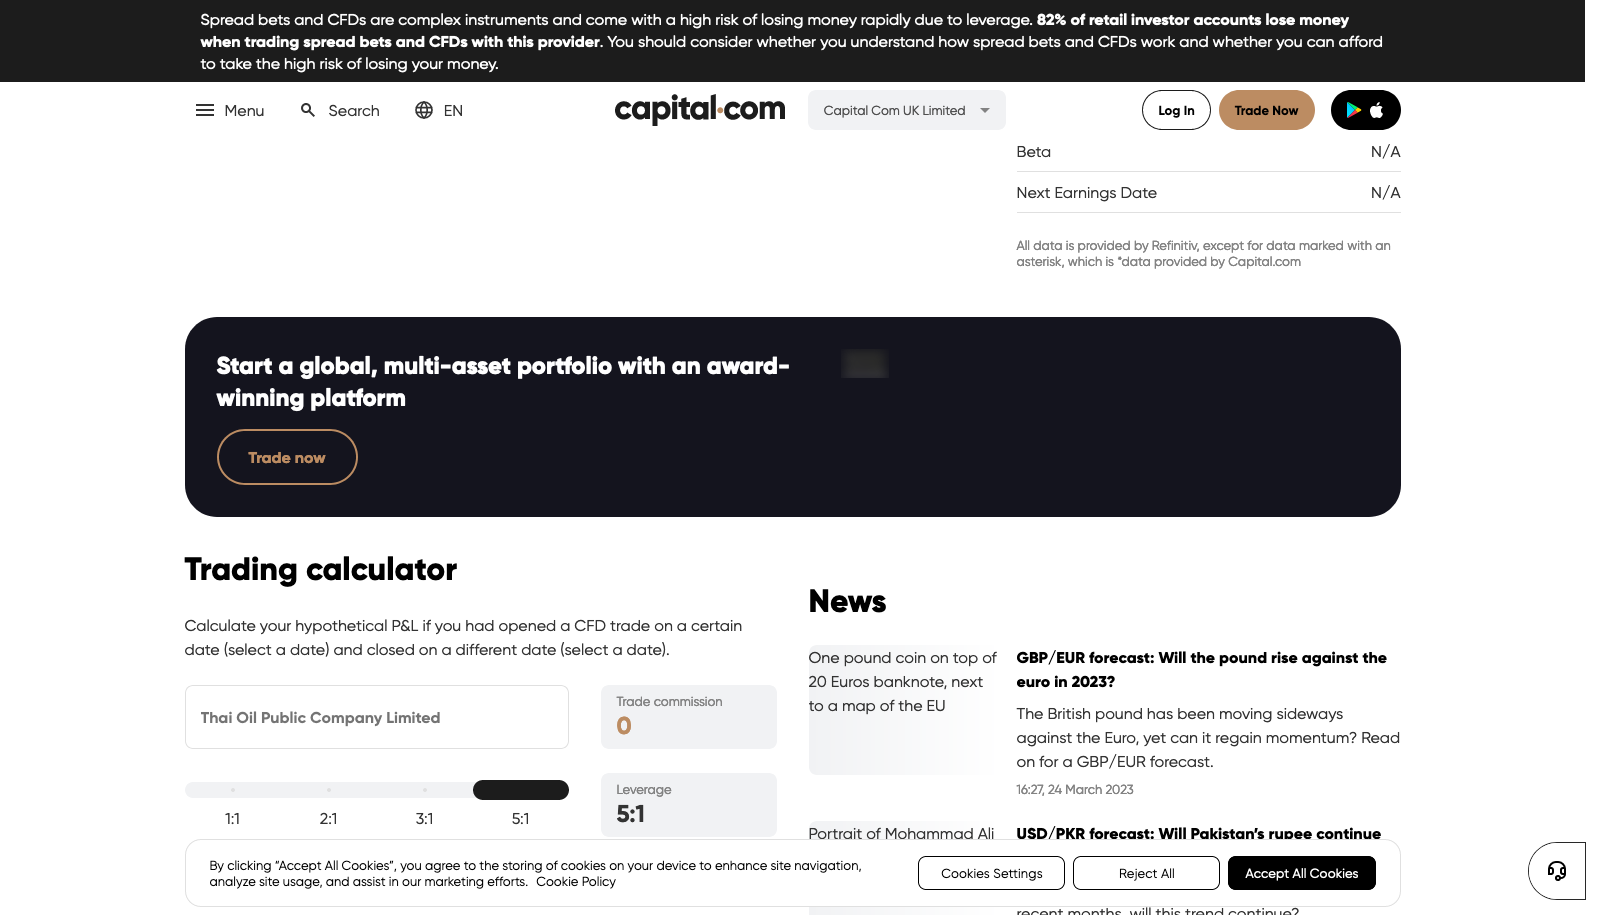 Spread bets and CFDs are complex instruments and come with a high risk of losing money rapidly due to leverage. 82% of retail investor accounts lose money
when trading spread bets and CFDs with this provider. You should consider whether you understand how spread bets and CFDs work and whether you can afford
to take the high risk of losing your money.
Menu
Search
EN
capital.com
Capital Com UK Limited
Log In
Trade Now
Beta N/A
Next Earnings Date N/A
All data is provided by Refinitiv, except for data marked with an
asterisk, which is *data provided by Capital.com
Start a global, multi-asset portfolio with an award-
winning platform
Trade now
Trading calculator
Calculate your hypothetical P&L if you had opened a CFD trade on a certain
date (select a date) and closed on a different date (select a date).
Thai Oil Public Company Limited
Trade commission
0
1:1 2:1 3:1 5:1
Leverage
5:1
News
One pound coin on top of
20 Euros banknote, next
to a map of the EU
GBP/EUR forecast: Will the pound rise against the
euro in 2023?
The British pound has been moving sideways
against the Euro, yet can it regain momentum? Read
on for a GBP/EUR forecast.
16:27, 24 March 2023
Portrait of Mohammad Ali
USD/PKR forecast: Will Pakistan's rupee continue
recent months, will this trend continue?
By clicking “Accept All Cookies”, you agree to the storing of cookies on your device to enhance site navigation,
analyze site usage, and assist in our marketing efforts. Cookie Policy
Cookies Settings
Reject All
Accept All Cookies